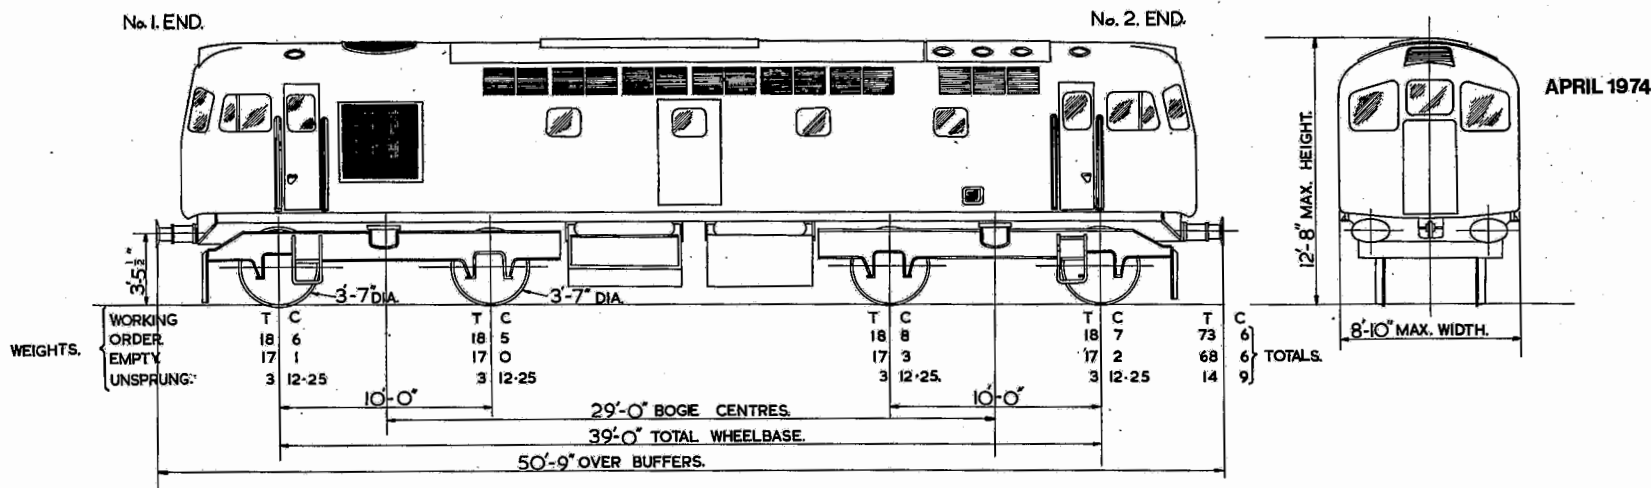 No. 1. END.
No. 2. END.
APRIL 1974
12'-8" MAX. HEIGHT.
3'-5½"
3'-7" DIA.
3'-7" DIA.
WEIGHTS.
T C T C T C T C T C
WORKING ORDER. 18 6 18 5 18 8 18 7 73 6
EMPTY. 17 1 17 0 17 3 17 2 68 6 TOTALS.
UNSPRUNG. 3 12·25 3 12·25 3 12·25. 3 12·25 14 9
8'-10" MAX. WIDTH.
10'-0"
10'-0"
29'-0" BOGIE CENTRES.
39'-0" TOTAL WHEELBASE.
50'-9" OVER BUFFERS.